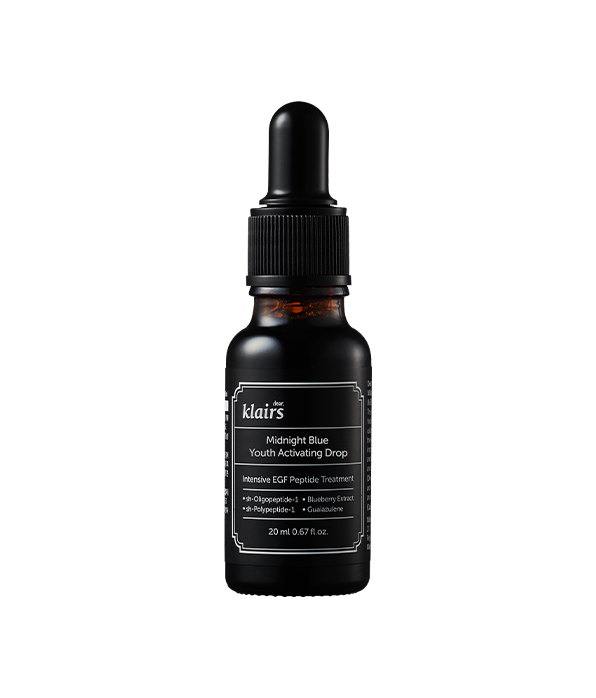 dear,
klairs
Midnight Blue
Youth Activating Drop
Intensive EGF Peptide Treatment
• sh-Oligopeptide-1 • Blueberry Extract
• sh-Polypeptide-1 • Guaiazulene
20 ml 0.67 fl.oz.